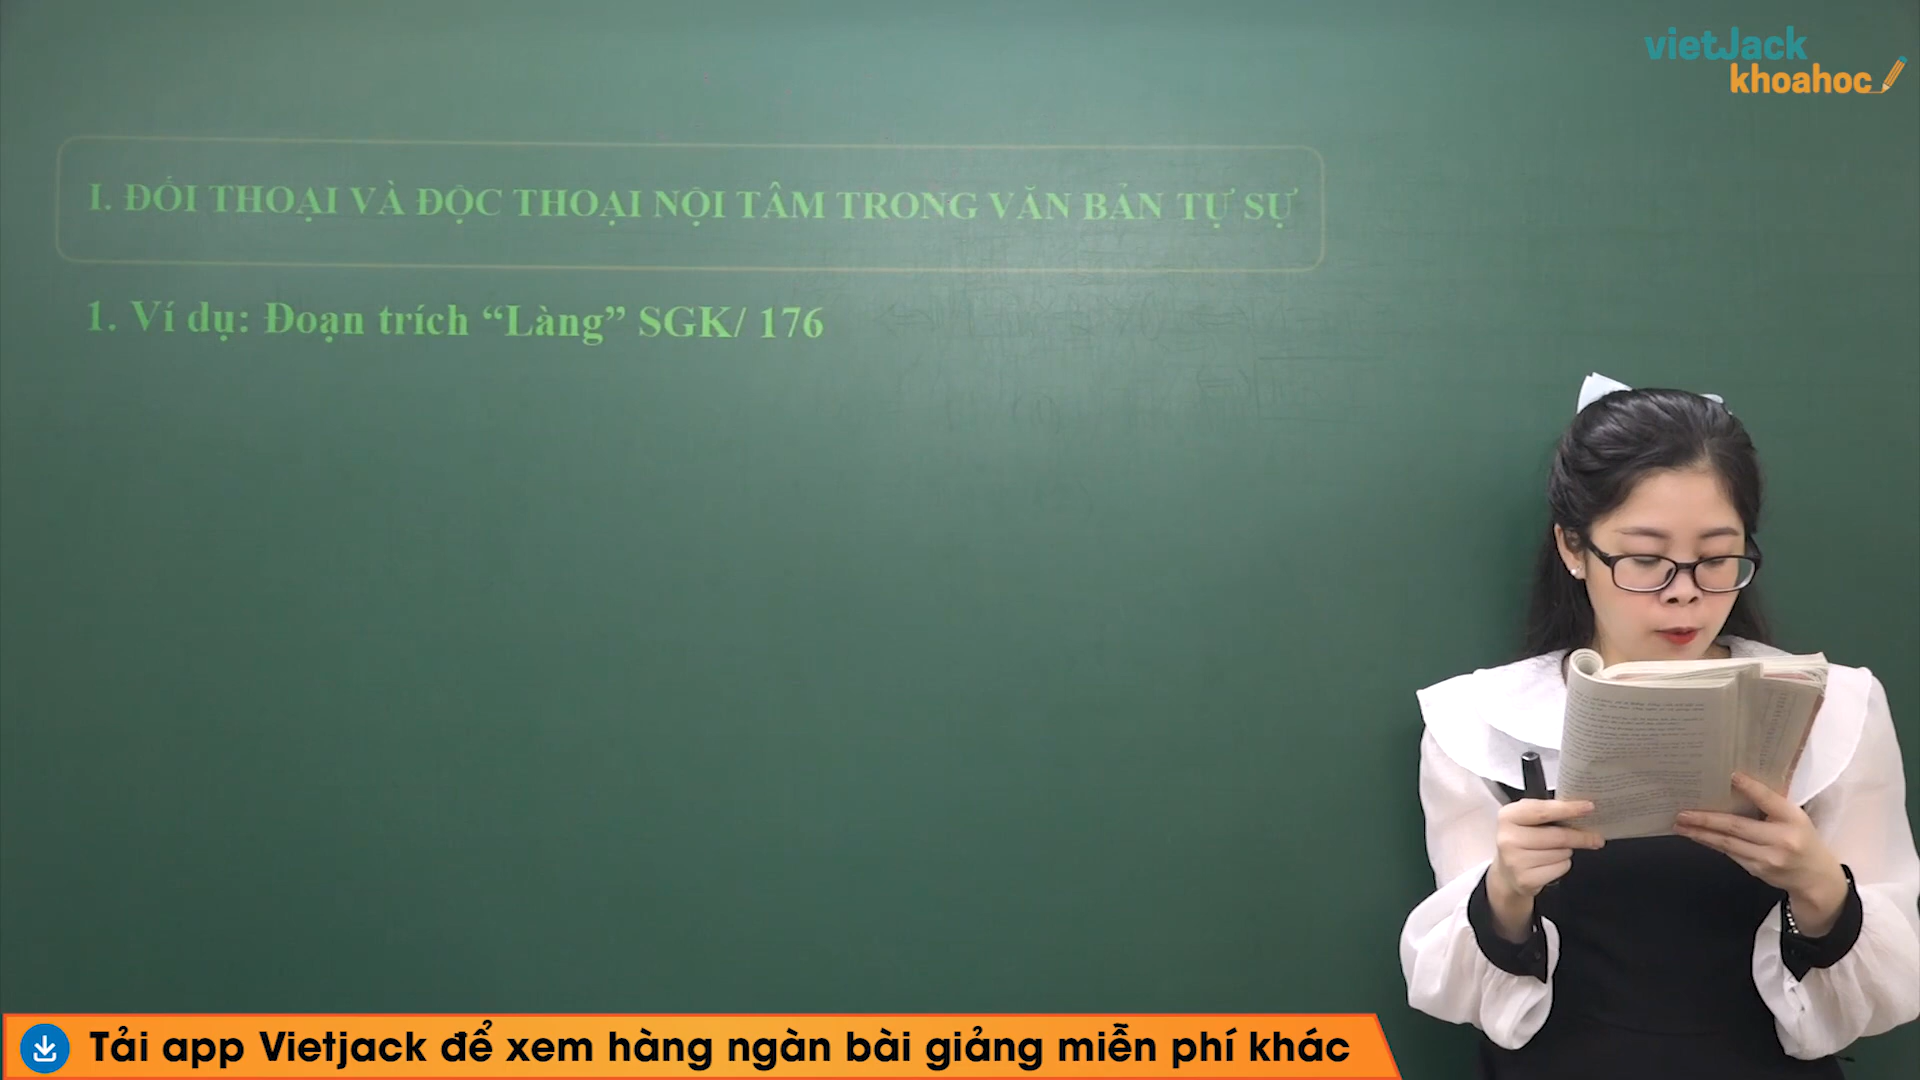 vietJack
khoahoc
I. ĐỐI THOẠI VÀ ĐỘC THOẠI NỘI TÂM TRONG VĂN BẢN TỰ SỰ
1. Ví dụ: Đoạn trích “Làng” SGK/ 176
Tải app Vietjack để xem hàng ngàn bài giảng miễn phí khác